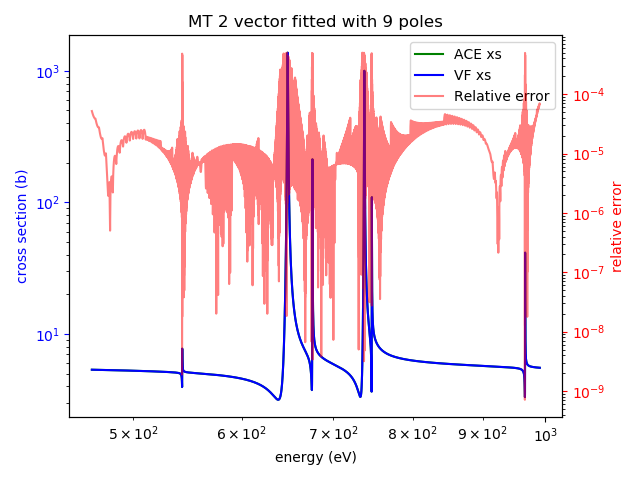 MT 2 vector fitted with 9 poles
ACE xs
VF xs
Relative error
cross section (b)
10³
10²
10¹
relative error
10⁻⁴
10⁻⁵
10⁻⁶
10⁻⁷
10⁻⁸
10⁻⁹
5 × 10² 6 × 10² 7 × 10² 8 × 10² 9 × 10² 10³
energy (eV)